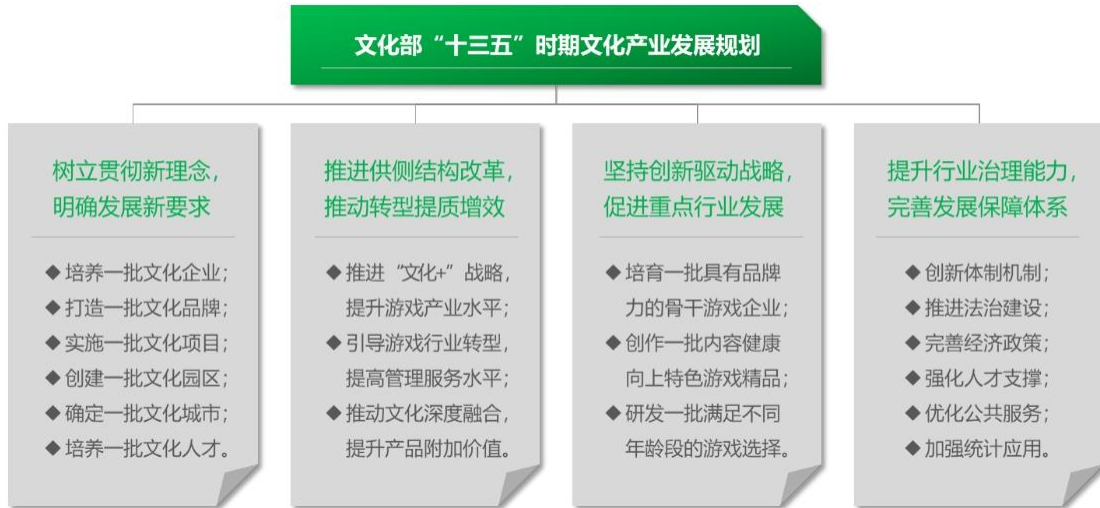 文化部“十三五”时期文化产业发展规划
树立贯彻新理念，
明确发展新要求
◆培养一批文化企业；
◆打造一批文化品牌；
◆实施一批文化项目；
◆创建一批文化园区；
◆确定一批文化城市；
◆培养一批文化人才。
推进供侧结构改革，
推动转型提质增效
◆推进“文化+”战略，
提升游戏产业水平；
◆引导游戏行业转型，
提高管理服务水平；
◆推动文化深度融合，
提升产品附加价值。
坚持创新驱动战略，
促进重点行业发展
◆培育一批具有品牌
力的骨干游戏企业；
◆创作一批内容健康
向上特色游戏精品；
◆研发一批满足不同
年龄段的游戏选择。
提升行业治理能力，
完善发展保障体系
◆创新体制机制；
◆推进法治建设；
◆完善经济政策；
◆强化人才支撑；
◆优化公共服务；
◆加强统计应用。